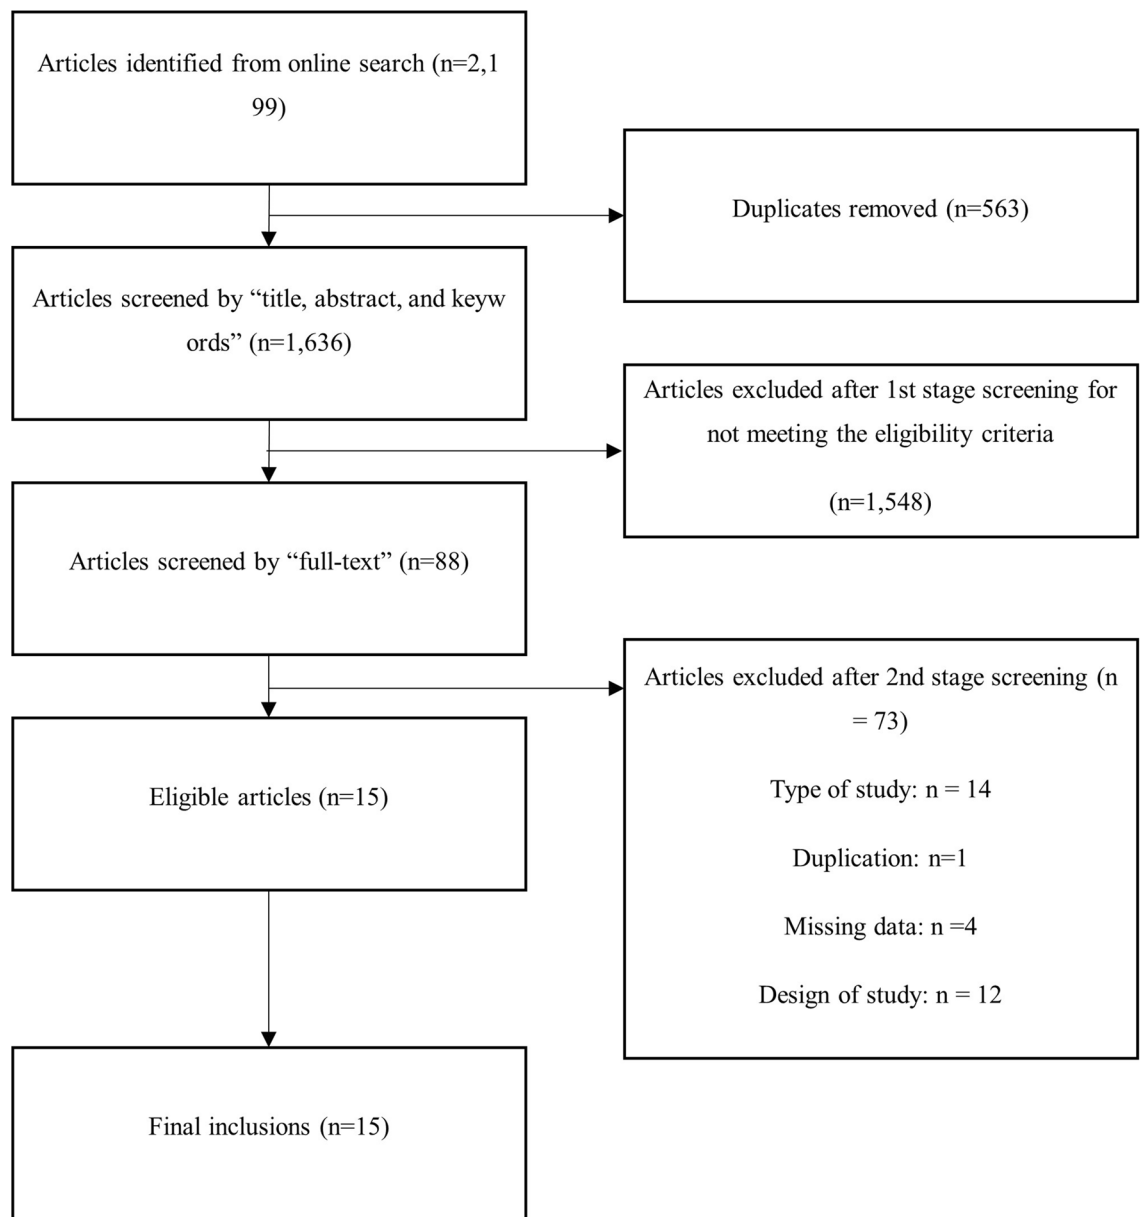 Articles identified from online search (n=2,1
99)
Duplicates removed (n=563)
Articles screened by “title, abstract, and keyw
ords” (n=1,636)
Articles excluded after 1st stage screening for
not meeting the eligibility criteria
(n=1,548)
Articles screened by “full-text” (n=88)
Articles excluded after 2nd stage screening (n
= 73)
Type of study: n = 14
Duplication: n=1
Missing data: n =4
Design of study: n = 12
Eligible articles (n=15)
Final inclusions (n=15)